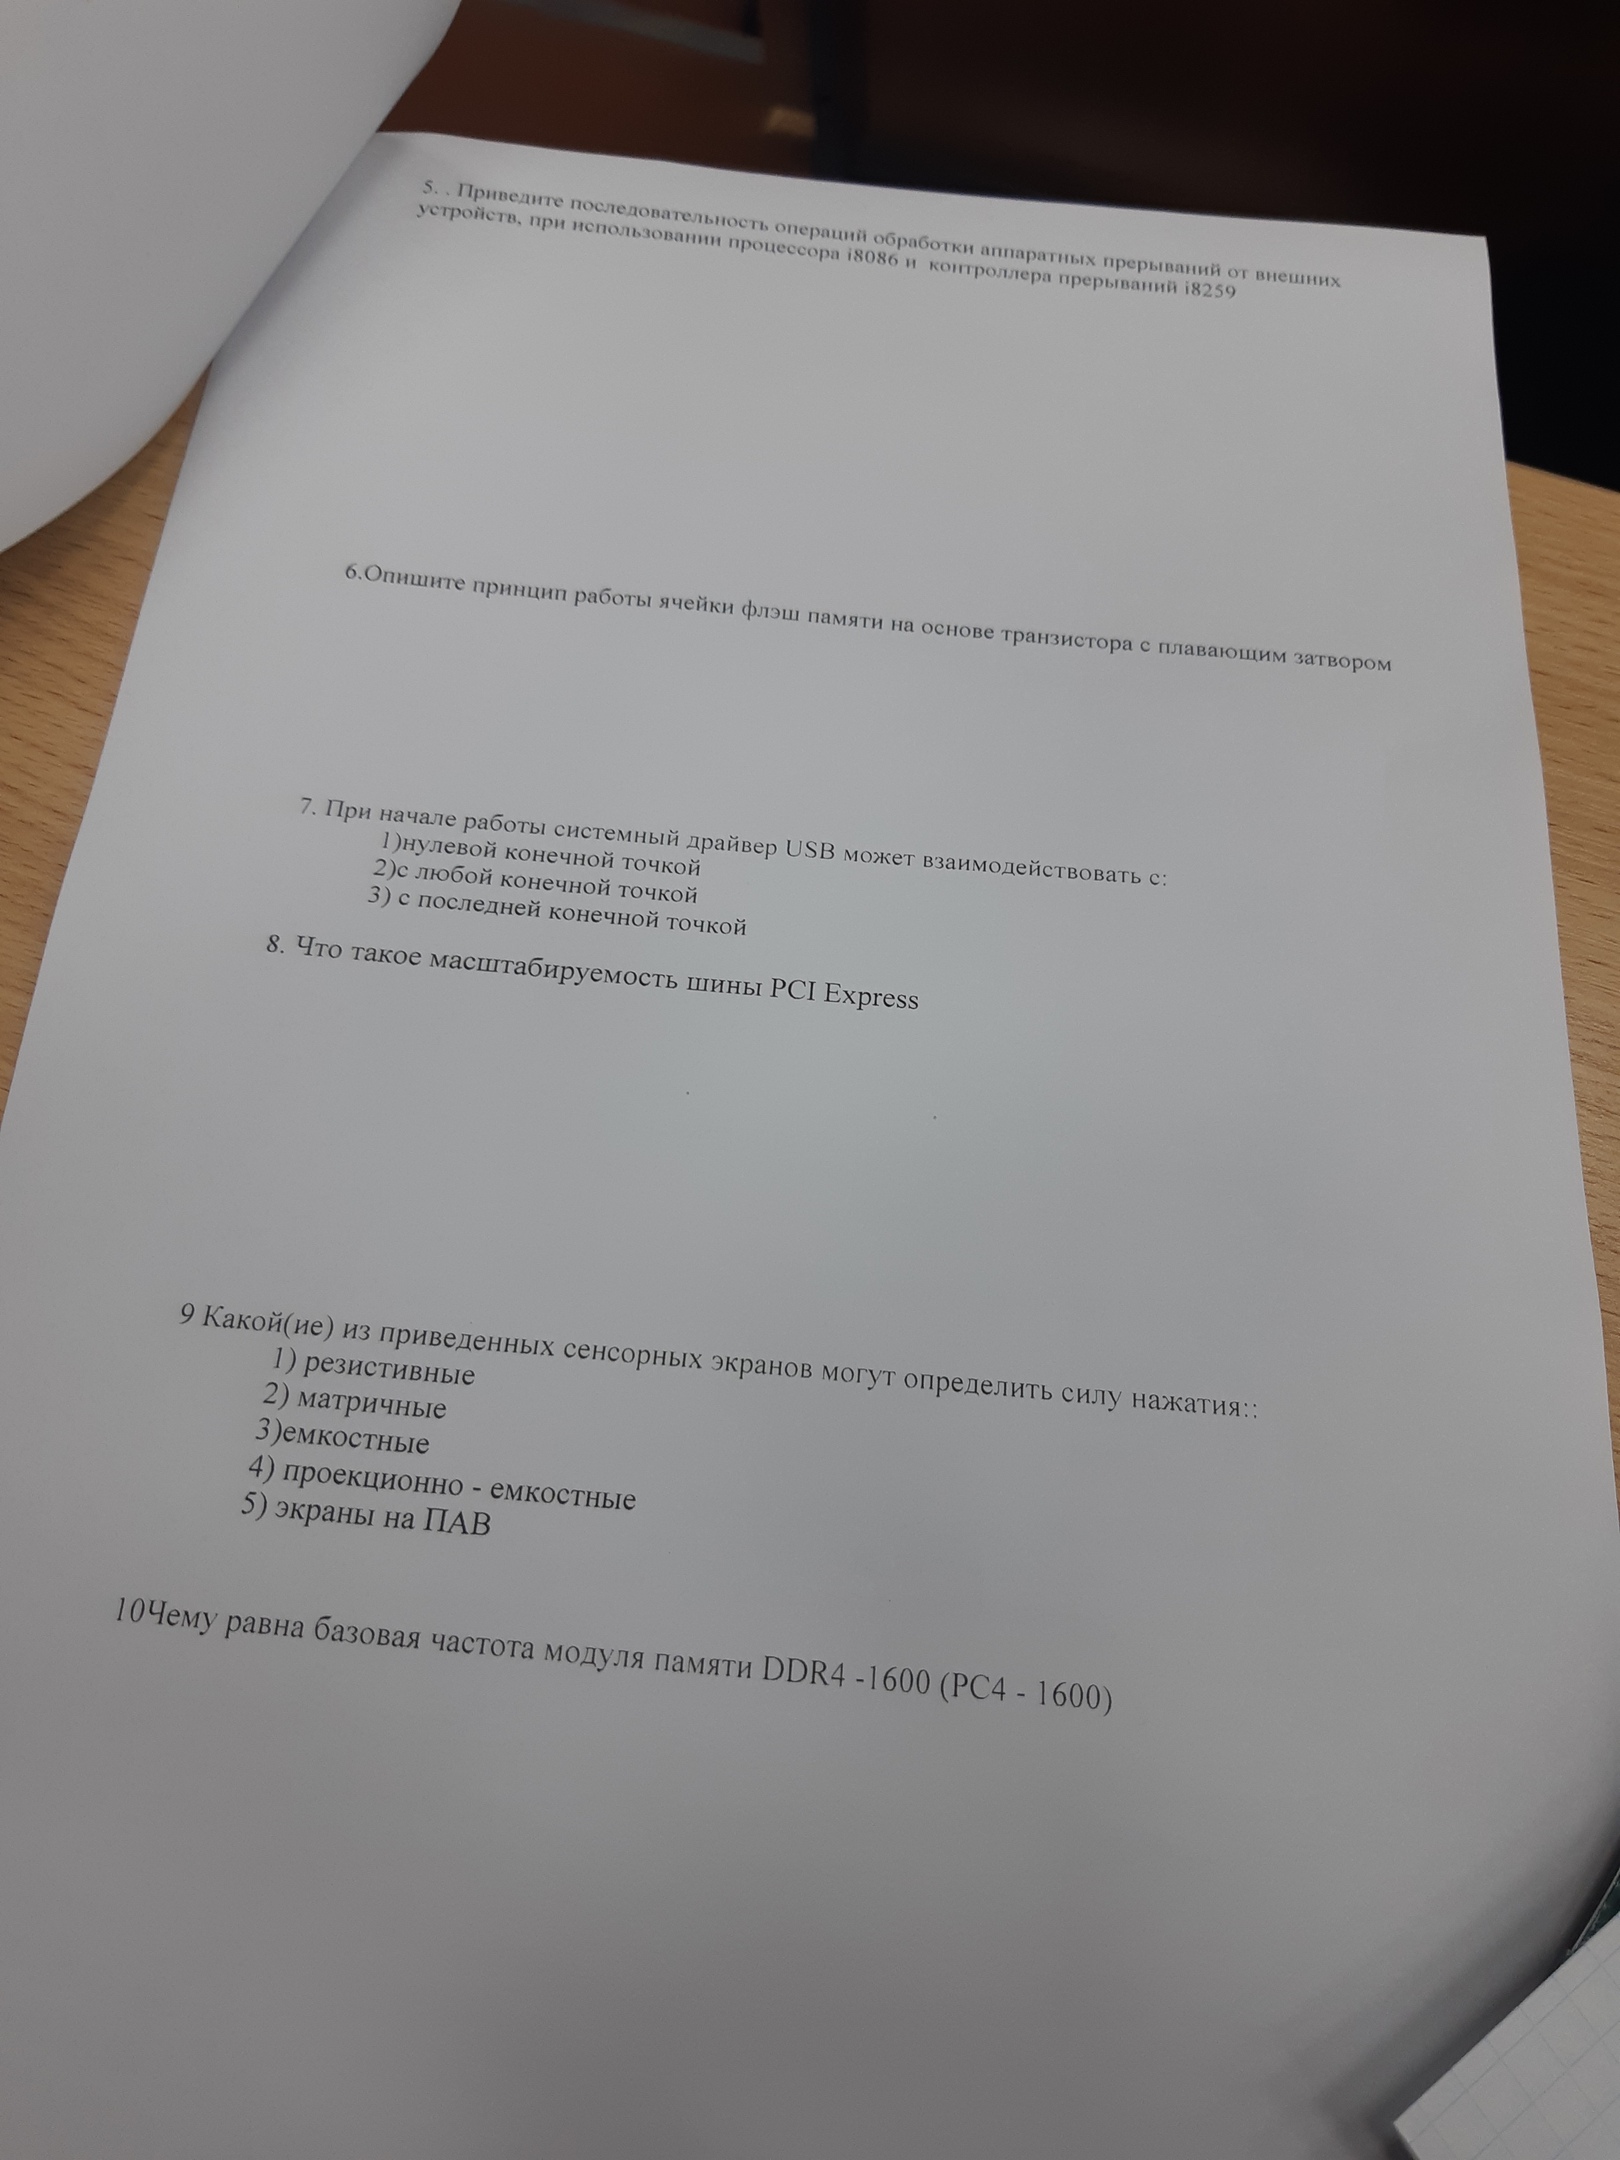 5. . Приведите последовательность операций обработки аппаратных прерываний от внешних
устройств, при использовании процессора i8086 и контроллера прерываний i8259
6.Опишите принцип работы ячейки флэш памяти на основе транзистора с плавающим затвором
7. При начале работы системный драйвер USB может взаимодействовать с:
1)нулевой конечной точкой
2)с любой конечной точкой
3) с последней конечной точкой
8. Что такое масштабируемость шины PCI Express
9 Какой(ие) из приведенных сенсорных экранов могут определить силу нажатия::
1) резистивные
2) матричные
3)емкостные
4) проекционно - емкостные
5) экраны на ПАВ
10Чему равна базовая частота модуля памяти DDR4 -1600 (PC4 - 1600)